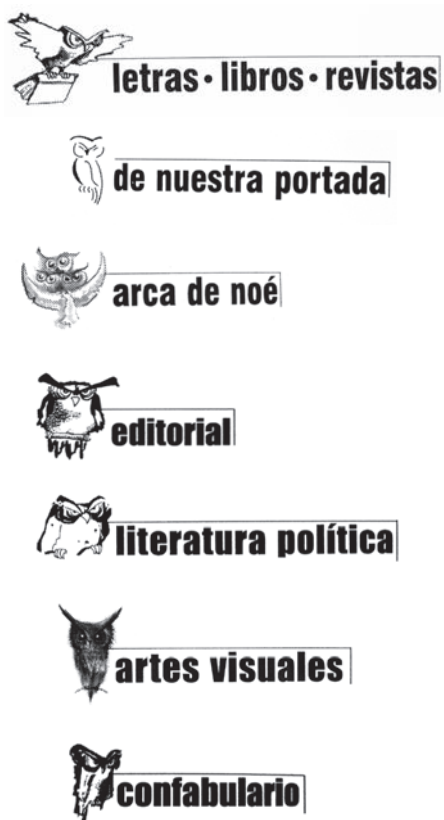 letras • libros • revistas
de nuestra portada
arca de noé
editorial
literatura política
artes visuales
confabulario